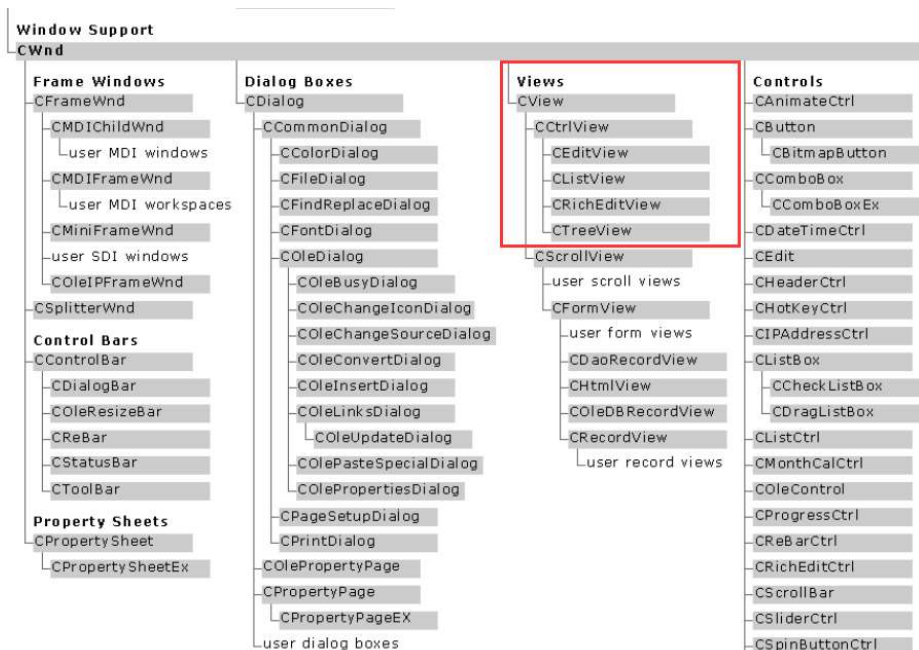 Window Support
CWnd
Frame Windows
CFrameWnd
CMDIChildWnd
user MDI windows
CMDIFrameWnd
user MDI workspaces
CMiniFrameWnd
user SDI windows
COleIPFrameWnd
CSplitterWnd
Control Bars
CControlBar
CDialogBar
COleResizeBar
CReBar
CStatusBar
CToolBar
Property Sheets
CPropertySheet
CPropertySheetEx
Dialog Boxes
CDialog
CCommonDialog
CColorDialog
CFileDialog
CFindReplaceDialog
CFontDialog
COleDialog
COleBusyDialog
COleChangeIconDialog
COleChangeSourceDialog
COleConvertDialog
COleInsertDialog
COleLinksDialog
COleUpdateDialog
COlePasteSpecialDialog
COlePropertiesDialog
CPageSetupDialog
CPrintDialog
COlePropertyPage
CPropertyPage
CPropertyPageEX
user dialog boxes
Views
CView
CCtrlView
CEditView
CListView
CRichEditView
CTreeView
CScrollView
user scroll views
CFormView
user form views
CDaoRecordView
CHtmlView
COleDBRecordView
CRecordView
user record views
Controls
CAnimateCtrl
CButton
CBitmapButton
CComboBox
CComboBoxEx
CDateTimeCtrl
CEdit
CHeaderCtrl
CHotKeyCtrl
CIPAddressCtrl
CListBox
CCheckListBox
CDragListBox
CListCtrl
CMonthCalCtrl
COleControl
CProgressCtrl
CReBarCtrl
CRichEditCtrl
CScrollBar
CSliderCtrl
CSpinButtonCtrl